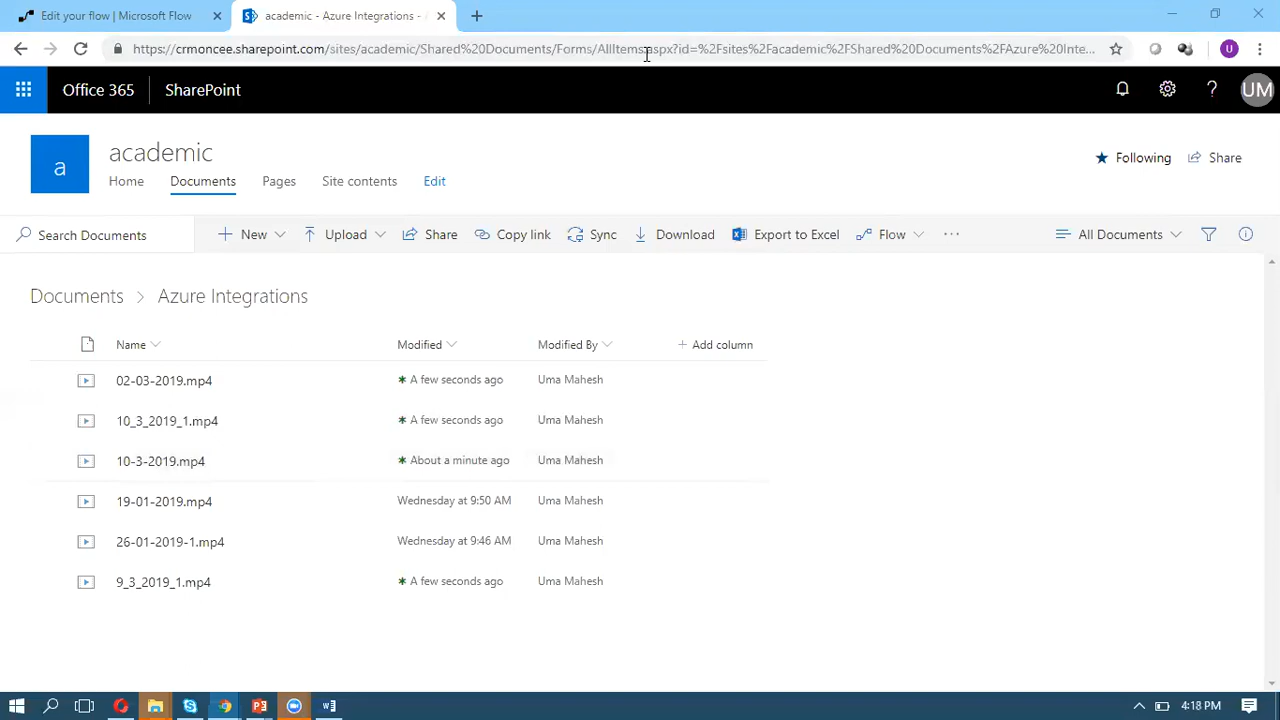 Edit your flow | Microsoft Flow
academic - Azure Integrations -
https://crmoncee.sharepoint.com/sites/academic/Shared%20Documents/Forms/AllItems.aspx?id=%2Fsites%2Facademic%2FShared%20Documents%2FAzure%20Inte...
U
Office 365 SharePoint UM
a
academic
Following Share
Home Documents Pages Site contents Edit
Search Documents New Upload Share Copy link Sync Download Export to Excel Flow All Documents
Documents > Azure Integrations
Name Modified Modified By + Add column
02-03-2019.mp4 A few seconds ago Uma Mahesh
10_3_2019_1.mp4 A few seconds ago Uma Mahesh
10-3-2019.mp4 About a minute ago Uma Mahesh
19-01-2019.mp4 Wednesday at 9:50 AM Uma Mahesh
26-01-2019-1.mp4 Wednesday at 9:46 AM Uma Mahesh
9_3_2019_1.mp4 A few seconds ago Uma Mahesh
4:18 PM